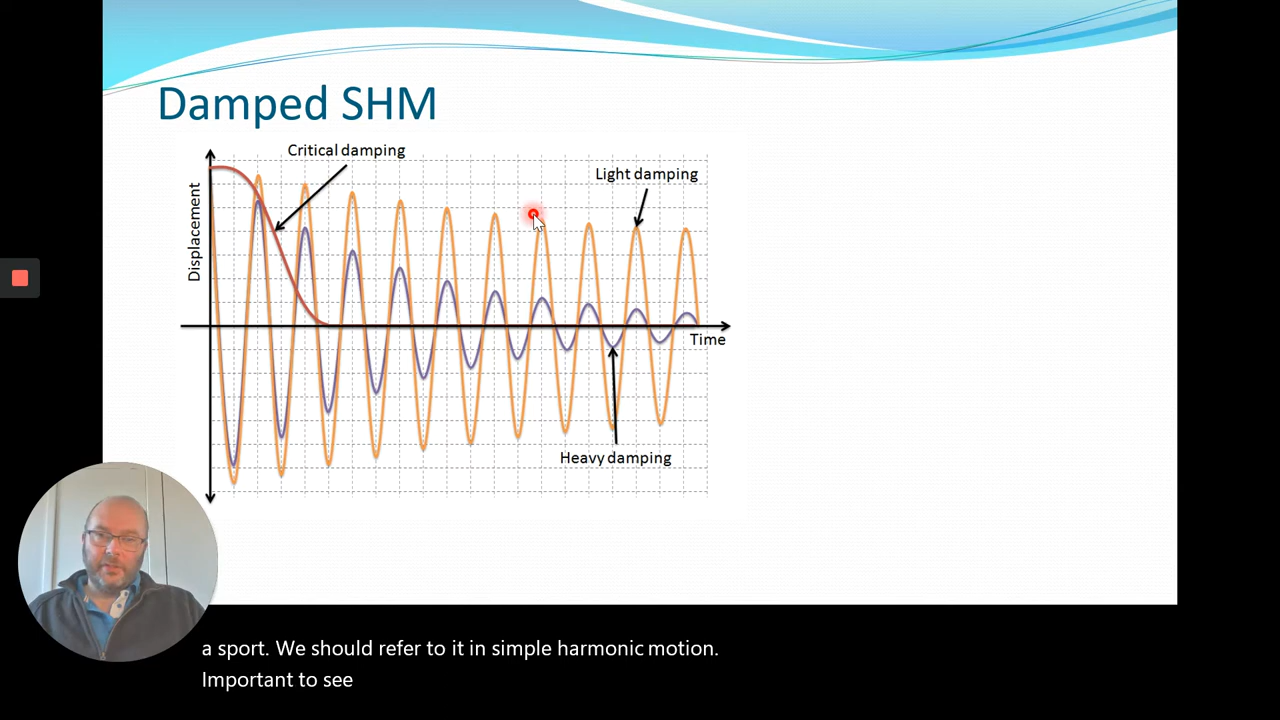 Damped SHM
Critical damping
Light damping
Displacement
Time
Heavy damping
a sport. We should refer to it in simple harmonic motion.
Important to see